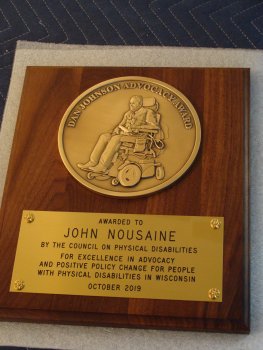 DAN JOHNSON ADVOCACY AWARD
AWARDED TO
JOHN NOUSAINE
BY THE COUNCIL ON PHYSICAL DISABILITIES
FOR EXCELLENCE IN ADVOCACY
AND POSITIVE POLICY CHANGE FOR PEOPLE
WITH PHYSICAL DISABILITIES IN WISCONSIN
OCTOBER 2019